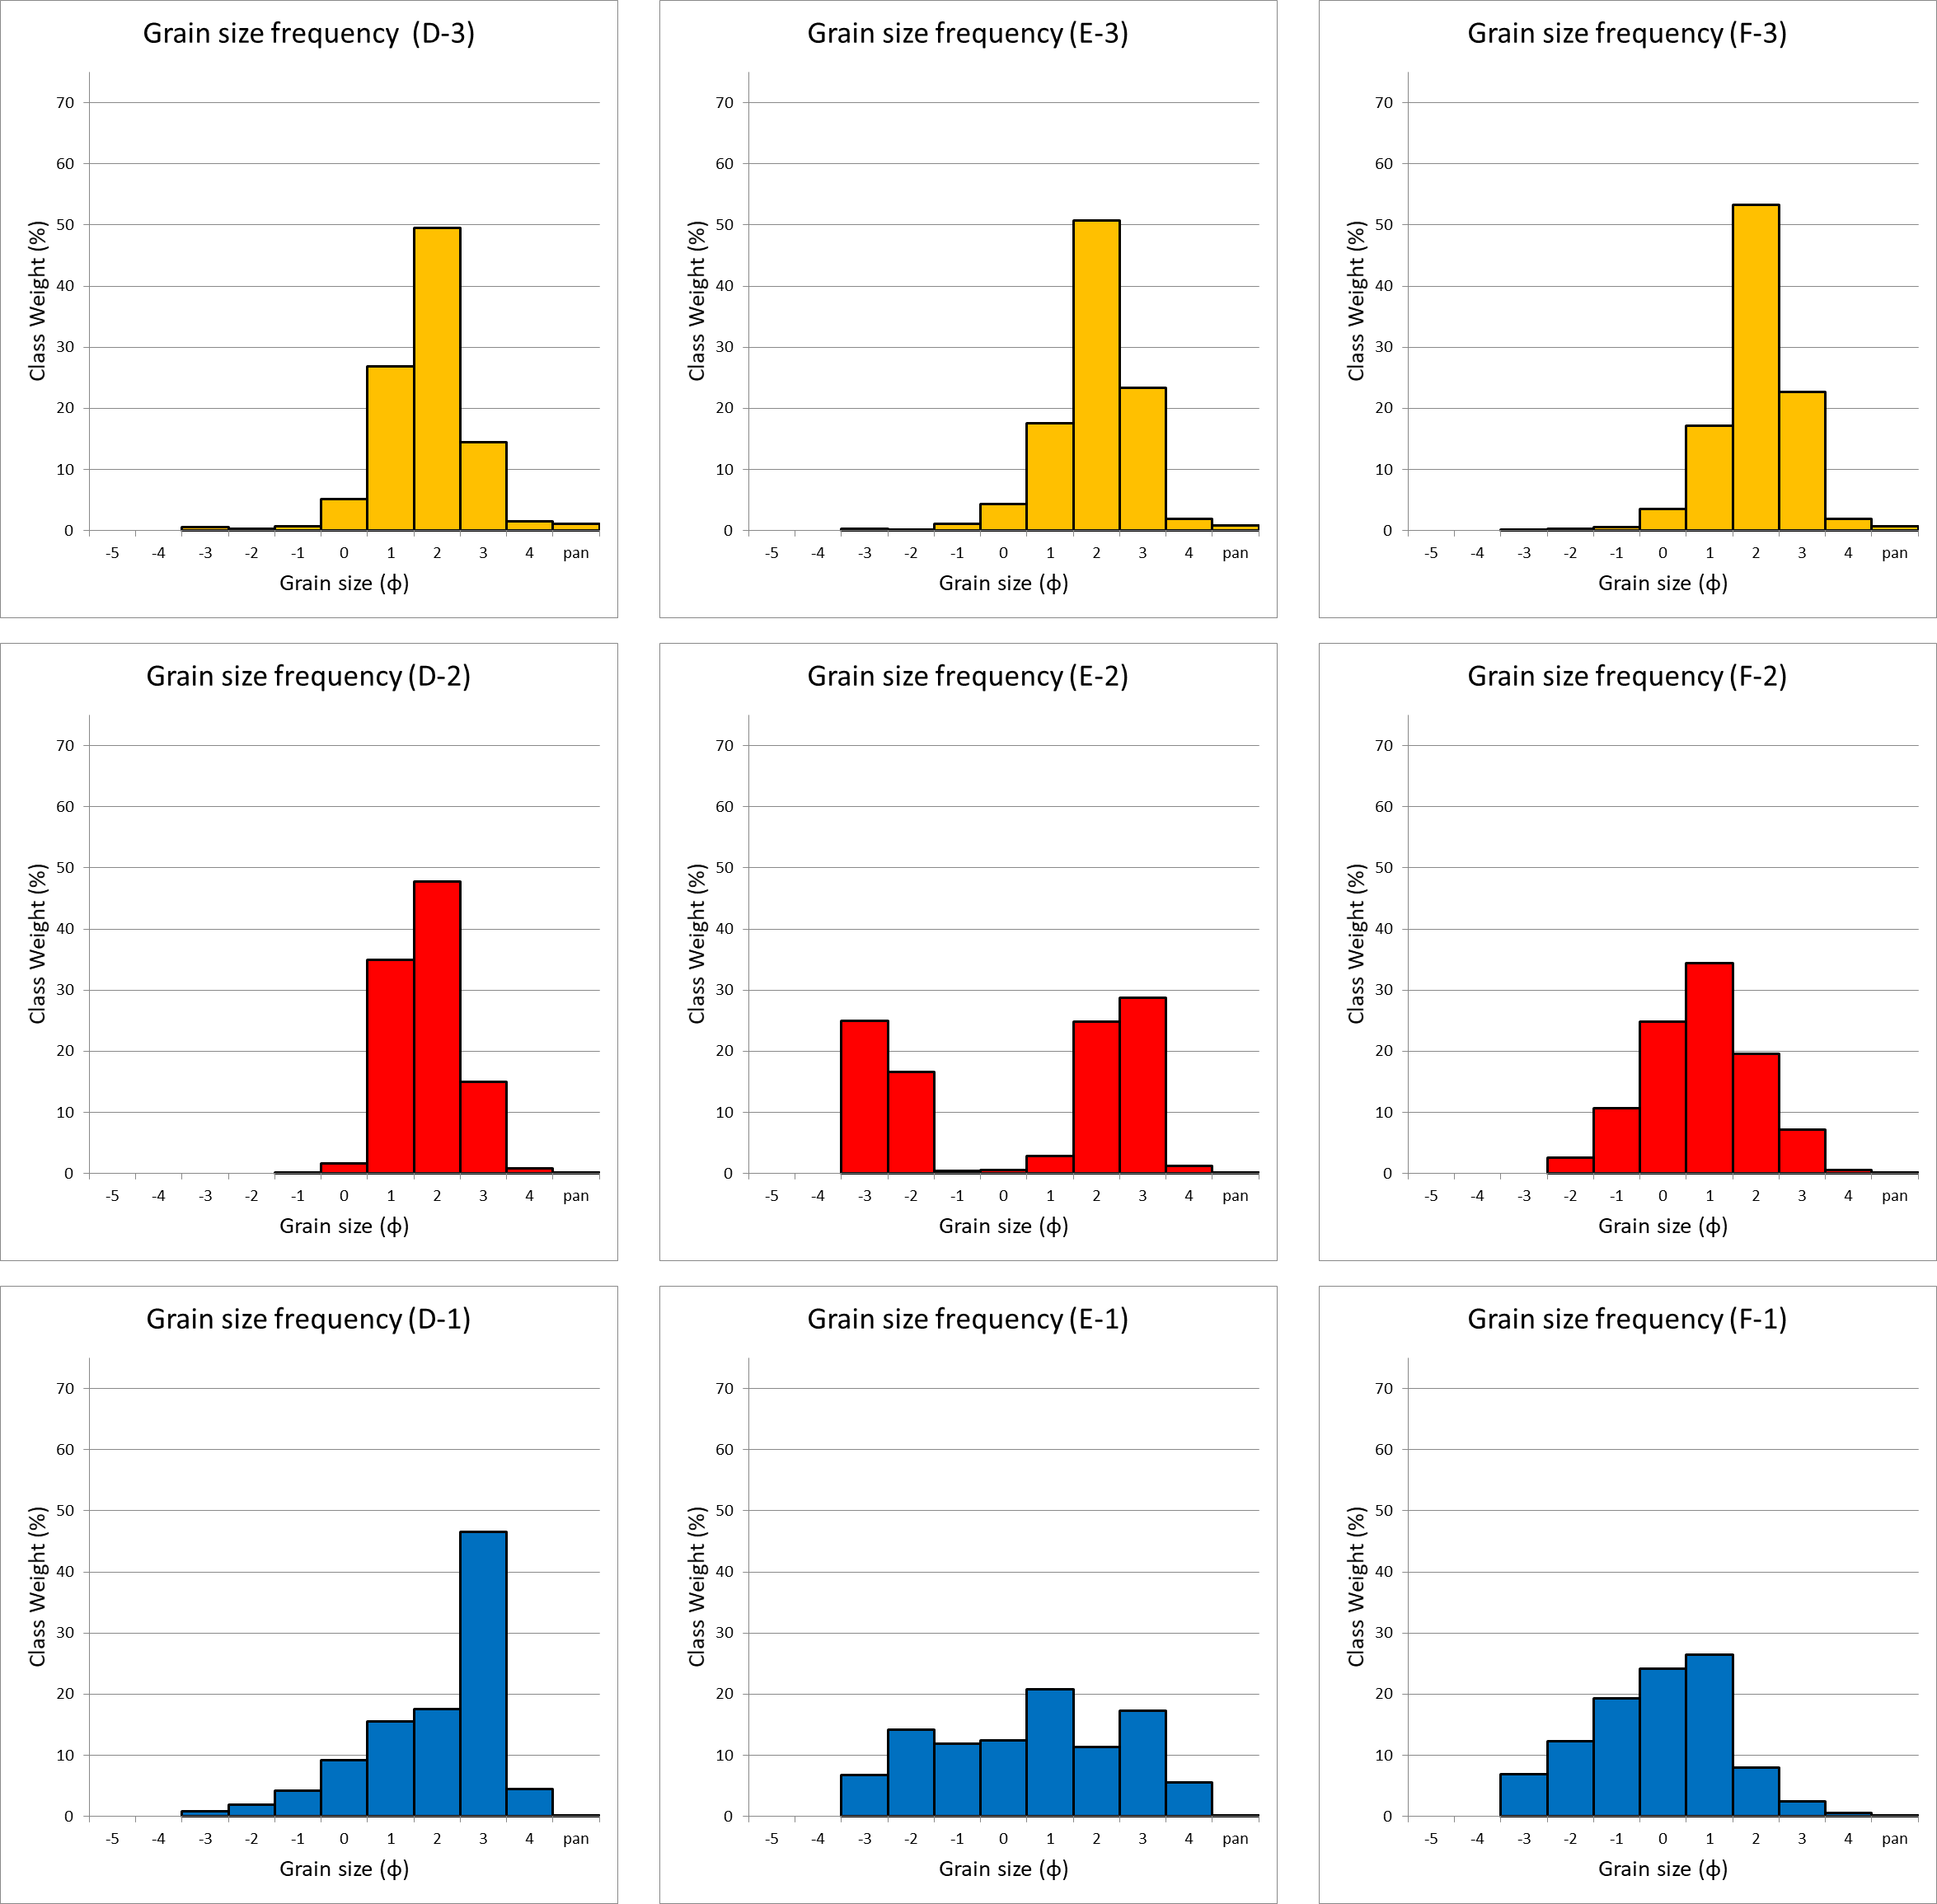 Grain size frequency  (D-3)
Class Weight (%)
70
60
50
40
30
20
10
0
-5 -4 -3 -2 -1 0 1 2 3 4 pan
Grain size (ϕ)
Grain size frequency (E-3)
Class Weight (%)
70
60
50
40
30
20
10
0
-5 -4 -3 -2 -1 0 1 2 3 4 pan
Grain size (ϕ)
Grain size frequency (F-3)
Class Weight (%)
70
60
50
40
30
20
10
0
-5 -4 -3 -2 -1 0 1 2 3 4 pan
Grain size (ϕ)
Grain size frequency (D-2)
Class Weight (%)
70
60
50
40
30
20
10
0
-5 -4 -3 -2 -1 0 1 2 3 4 pan
Grain size (ϕ)
Grain size frequency (E-2)
Class Weight (%)
70
60
50
40
30
20
10
0
-5 -4 -3 -2 -1 0 1 2 3 4 pan
Grain size (ϕ)
Grain size frequency (F-2)
Class Weight (%)
70
60
50
40
30
20
10
0
-5 -4 -3 -2 -1 0 1 2 3 4 pan
Grain size (ϕ)
Grain size frequency (D-1)
Class Weight (%)
70
60
50
40
30
20
10
0
-5 -4 -3 -2 -1 0 1 2 3 4 pan
Grain size (ϕ)
Grain size frequency (E-1)
Class Weight (%)
70
60
50
40
30
20
10
0
-5 -4 -3 -2 -1 0 1 2 3 4 pan
Grain size (ϕ)
Grain size frequency (F-1)
Class Weight (%)
70
60
50
40
30
20
10
0
-5 -4 -3 -2 -1 0 1 2 3 4 pan
Grain size (ϕ)